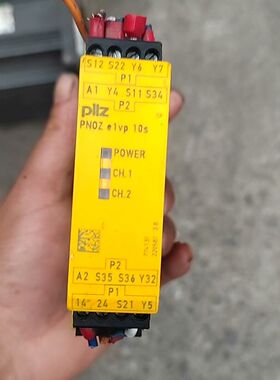 S12 S22 Y6 Y7
P1
A1 Y4 S11 S34
P2
pilz
PNOZ e1vp 10s
POWER
CH.1
CH.2
P2
A2 S35 S36 Y32
P1
14 24 S21 Y5